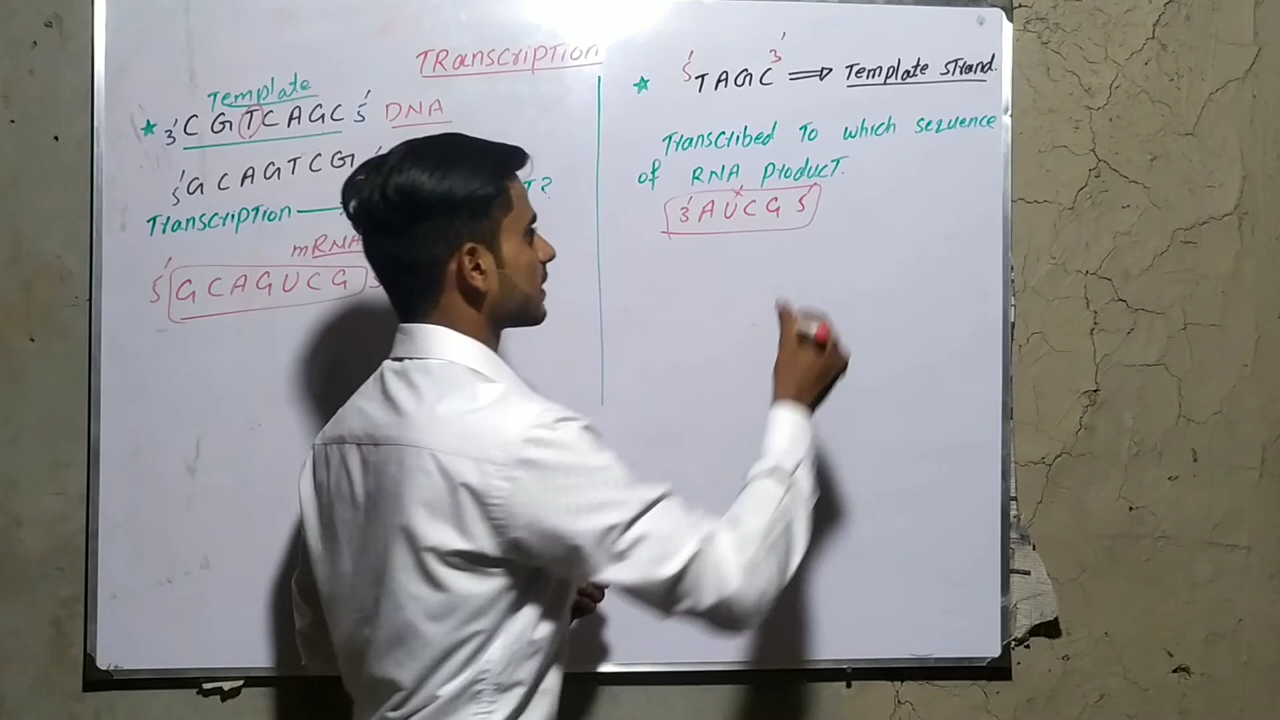 TRanscription
Template
★ 3' C G T C A G C 5' DNA
5' G C A G T C G
T?
Transcription
mRNA
5' G C A G U C G 3
★ 5' T A G C 3' ⟹ Template strand.
Transcribed To which sequence
of RNA product.
3' A U C G 5'